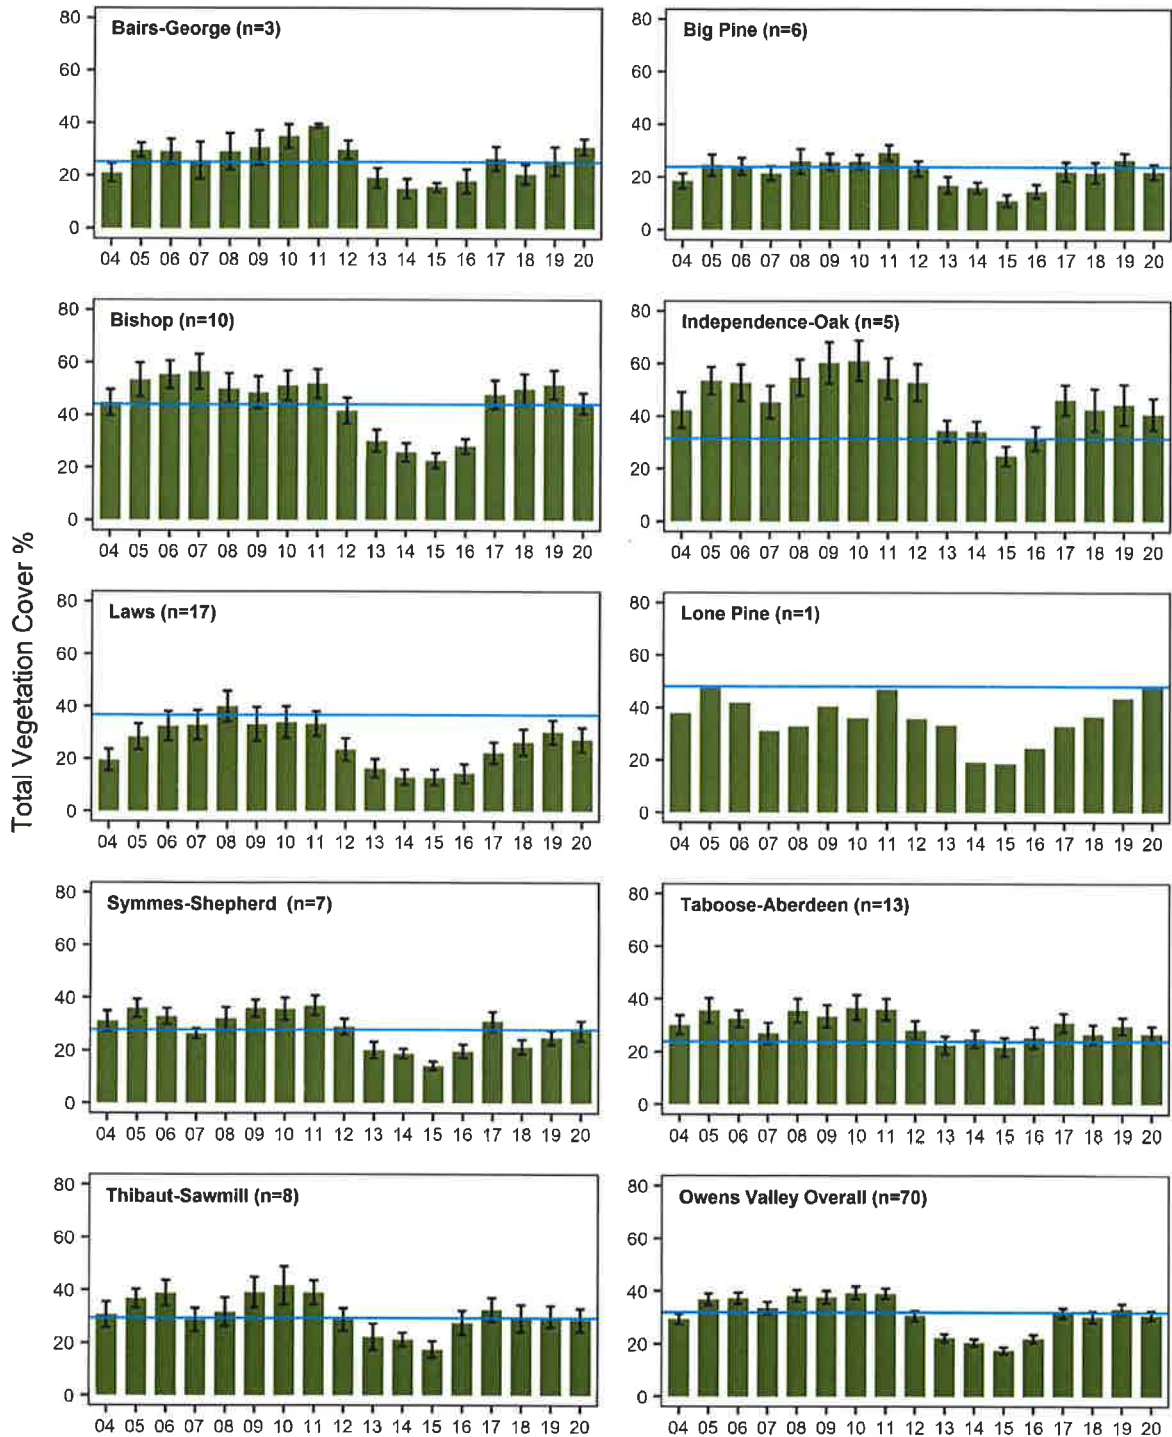 Total Vegetation Cover %
Bairs-George (n=3)
80
60
40
20
0
04 05 06 07 08 09 10 11 12 13 14 15 16 17 18 19 20
Big Pine (n=6)
80
60
40
20
0
04 05 06 07 08 09 10 11 12 13 14 15 16 17 18 19 20
Bishop (n=10)
80
60
40
20
0
04 05 06 07 08 09 10 11 12 13 14 15 16 17 18 19 20
Independence-Oak (n=5)
80
60
40
20
0
04 05 06 07 08 09 10 11 12 13 14 15 16 17 18 19 20
Laws (n=17)
80
60
40
20
0
04 05 06 07 08 09 10 11 12 13 14 15 16 17 18 19 20
Lone Pine (n=1)
80
60
40
20
0
04 05 06 07 08 09 10 11 12 13 14 15 16 17 18 19 20
Symmes-Shepherd (n=7)
80
60
40
20
0
04 05 06 07 08 09 10 11 12 13 14 15 16 17 18 19 20
Taboose-Aberdeen (n=13)
80
60
40
20
0
04 05 06 07 08 09 10 11 12 13 14 15 16 17 18 19 20
Thibaut-Sawmill (n=8)
80
60
40
20
0
04 05 06 07 08 09 10 11 12 13 14 15 16 17 18 19 20
Owens Valley Overall (n=70)
80
60
40
20
0
04 05 06 07 08 09 10 11 12 13 14 15 16 17 18 19 20